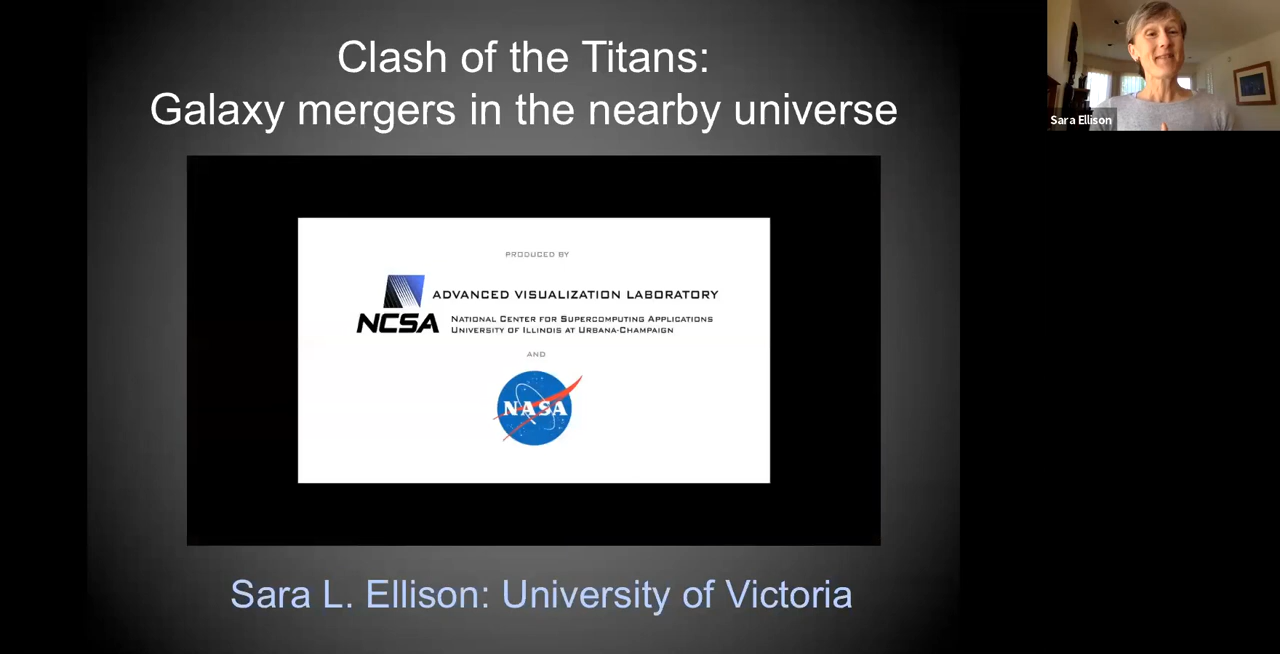 Clash of the Titans:
Galaxy mergers in the nearby universe
Sara Ellison
PRODUCED BY
ADVANCED VISUALIZATION LABORATORY
NCSA
NATIONAL CENTER FOR SUPERCOMPUTING APPLICATIONS
UNIVERSITY OF ILLINOIS AT URBANA-CHAMPAIGN
AND
NASA
Sara L. Ellison: University of Victoria